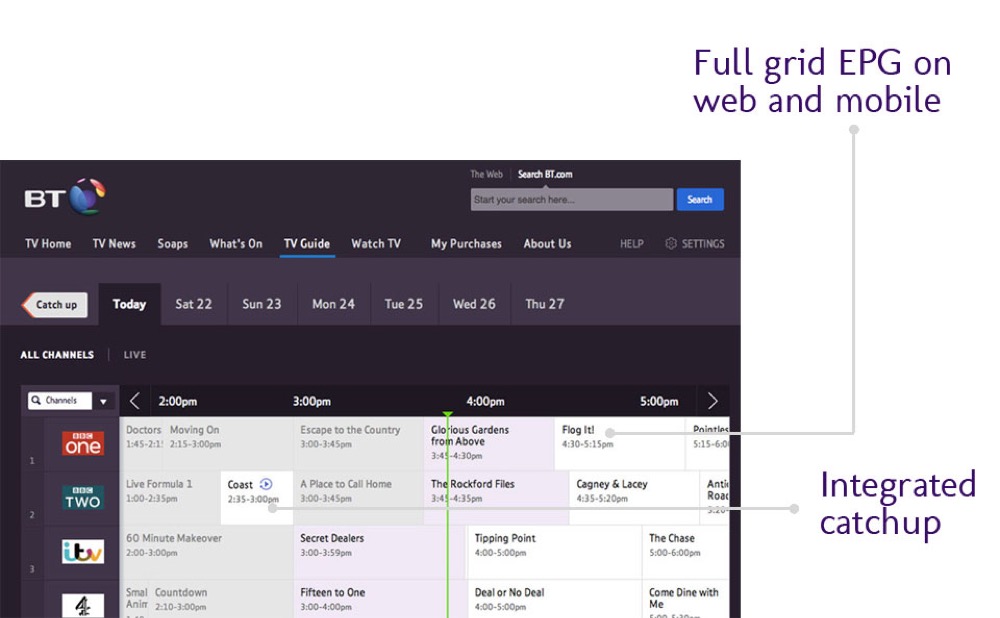 Full grid EPG on
web and mobile
The Web
Search BT.com
BT
Start your search here...
Search
TV Home TV News Soaps What's On TV Guide Watch TV My Purchases About Us HELP SETTINGS
Catch up Today Sat 22 Sun 23 Mon 24 Tue 25 Wed 26 Thu 27
ALL CHANNELS LIVE
Channels 2:00pm 3:00pm 4:00pm 5:00pm
1
BBC
one
Doctors
1:45-2:1
Moving On
2:15-3:00pm
Escape to the Country
3:00-3:45pm
Glorious Gardens
from Above
3:45-4:30pm
Flog It!
4:30-5:15pm
Pointles
5:15-6:0
2
BBC
TWO
Live Formula 1
1:00-2:35pm
Coast
2:35-3:00pm
A Place to Call Home
3:00-3:45pm
The Rockford Files
3:45-4:35pm
Cagney & Lacey
4:35-5:20pm
Antic
Road
5:20-
Integrated
catchup
3
itv
60 Minute Makeover
2:00-3:00pm
Secret Dealers
3:00-3:59pm
Tipping Point
4:00-5:00pm
The Chase
5:00-6:00pm
4
Small
Anim
Countdown
2:10-3:00pm
Fifteen to One
3:00-4:00pm
Deal or No Deal
4:00-5:00pm
Come Dine with
Me